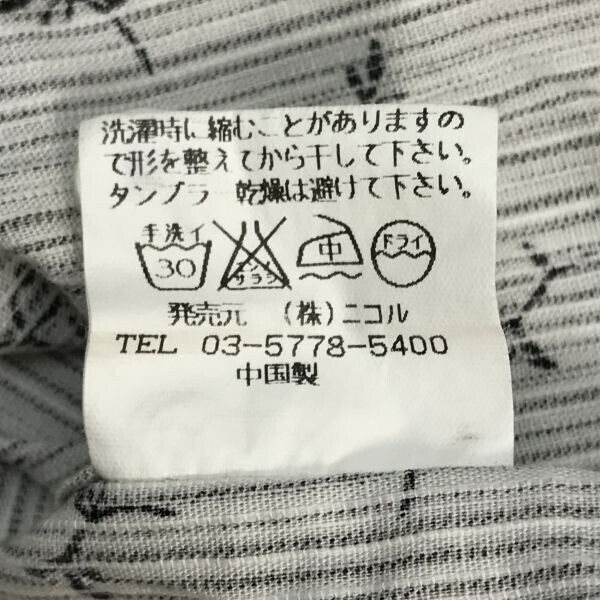 洗濯時に縮むことがありますの
で形を整えてから干して下さい。
タンブラー乾燥は避けて下さい。
手洗イ 30 エンソサラシ 中 ドライ
発売元 (株)ニコル
TEL 03-5778-5400
中国製